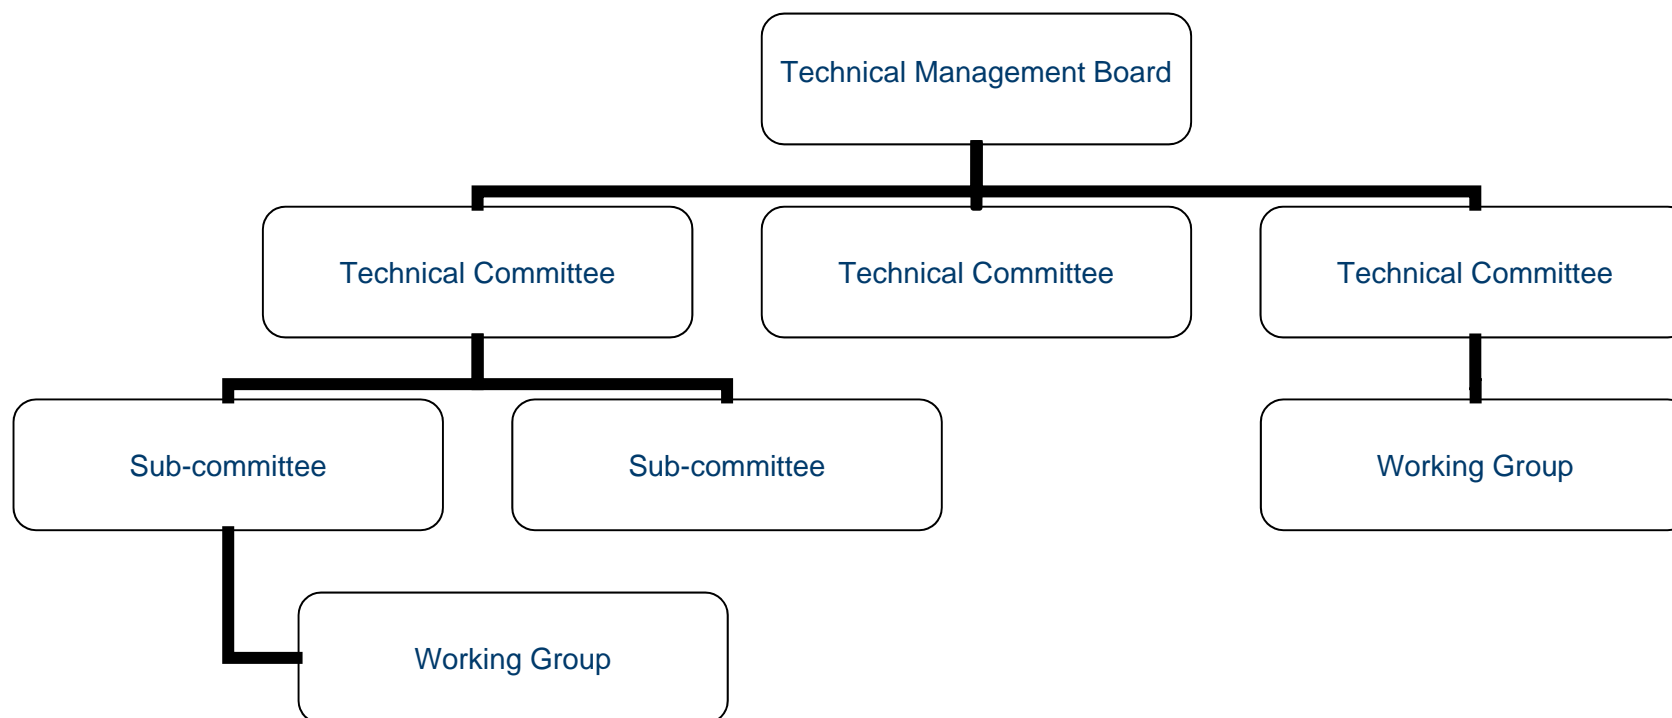 Technical Management Board
Technical Committee
Technical Committee
Technical Committee
Sub-committee
Sub-committee
Working Group
Working Group